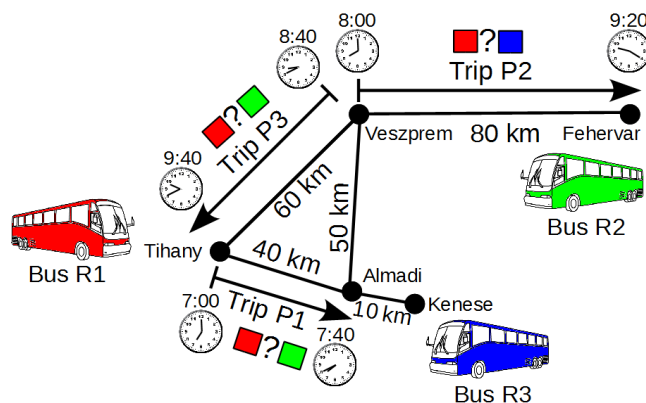 8:00
9:20
8:40
?
Trip P2
?
Trip P3
Veszprem
80 km
Fehervar
9:40
60 km
50 km
Bus R2
Tihany
40 km
Bus R1
Almadi
Trip P1
10 km
Kenese
7:00
?
7:40
Bus R3